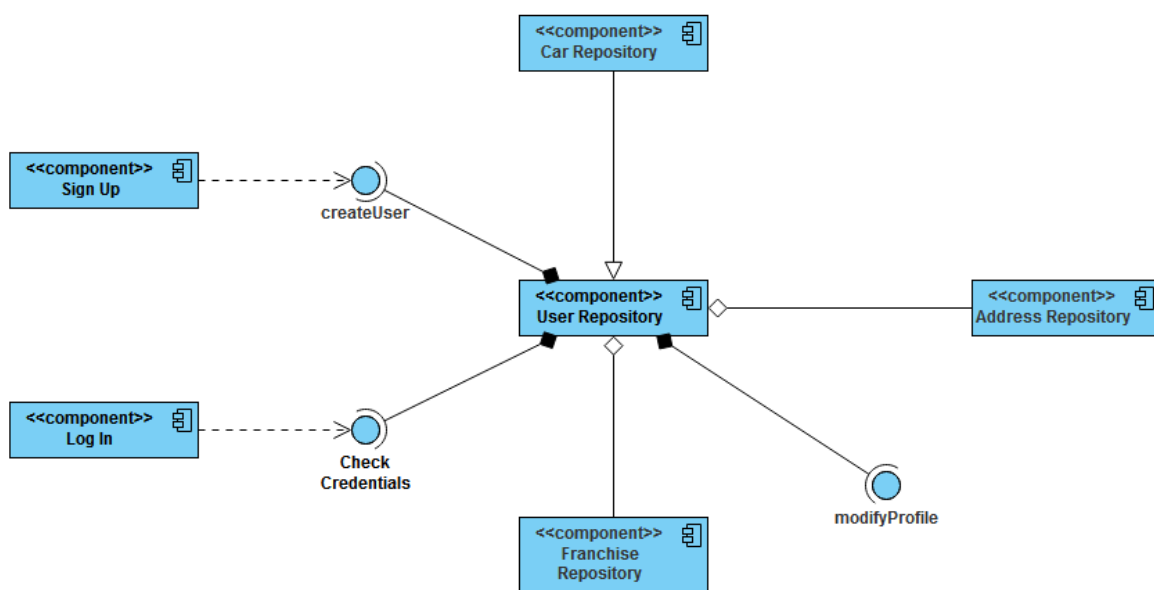 <<component>>
Car Repository
<<component>>
Sign Up
createUser
<<component>>
User Repository
<<component>>
Address Repository
<<component>>
Log In
Check
Credentials
modifyProfile
<<component>>
Franchise
Repository